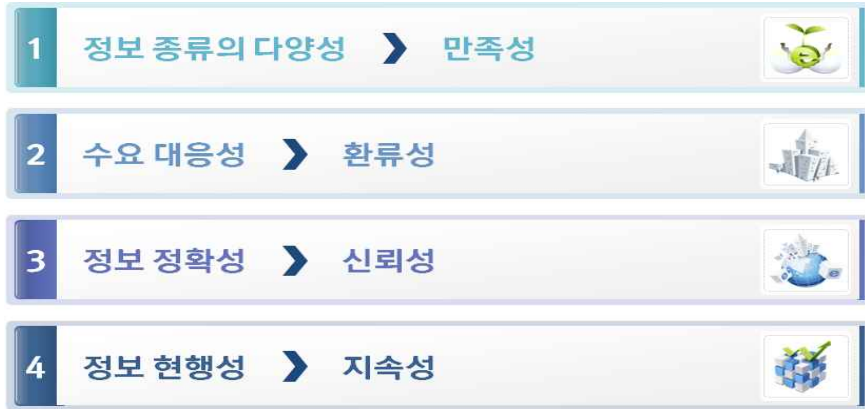 1 정보 종류의 다양성 ❯ 만족성
2 수요 대응성 ❯ 환류성
3 정보 정확성 ❯ 신뢰성
4 정보 현행성 ❯ 지속성